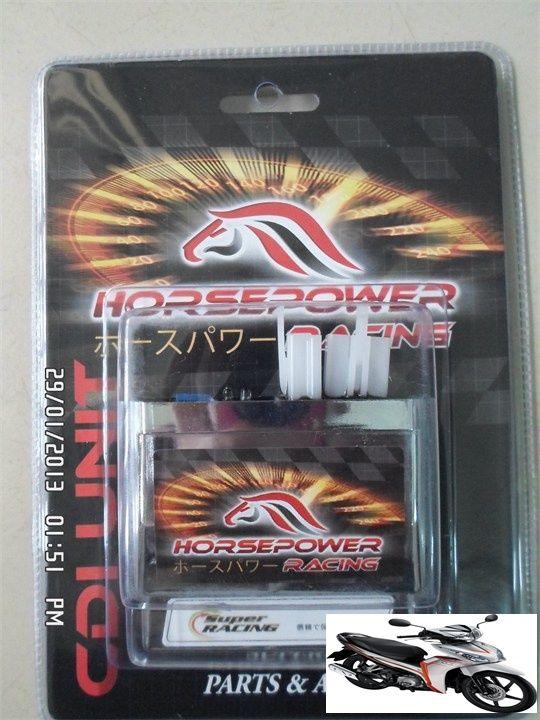 HORSEPOWER
ホースパワー RACING
CDI UNIT
HORSEPOWER
ホースパワー RACING
Super
RACING
PARTS & A
29/01/2013 01:51 PM